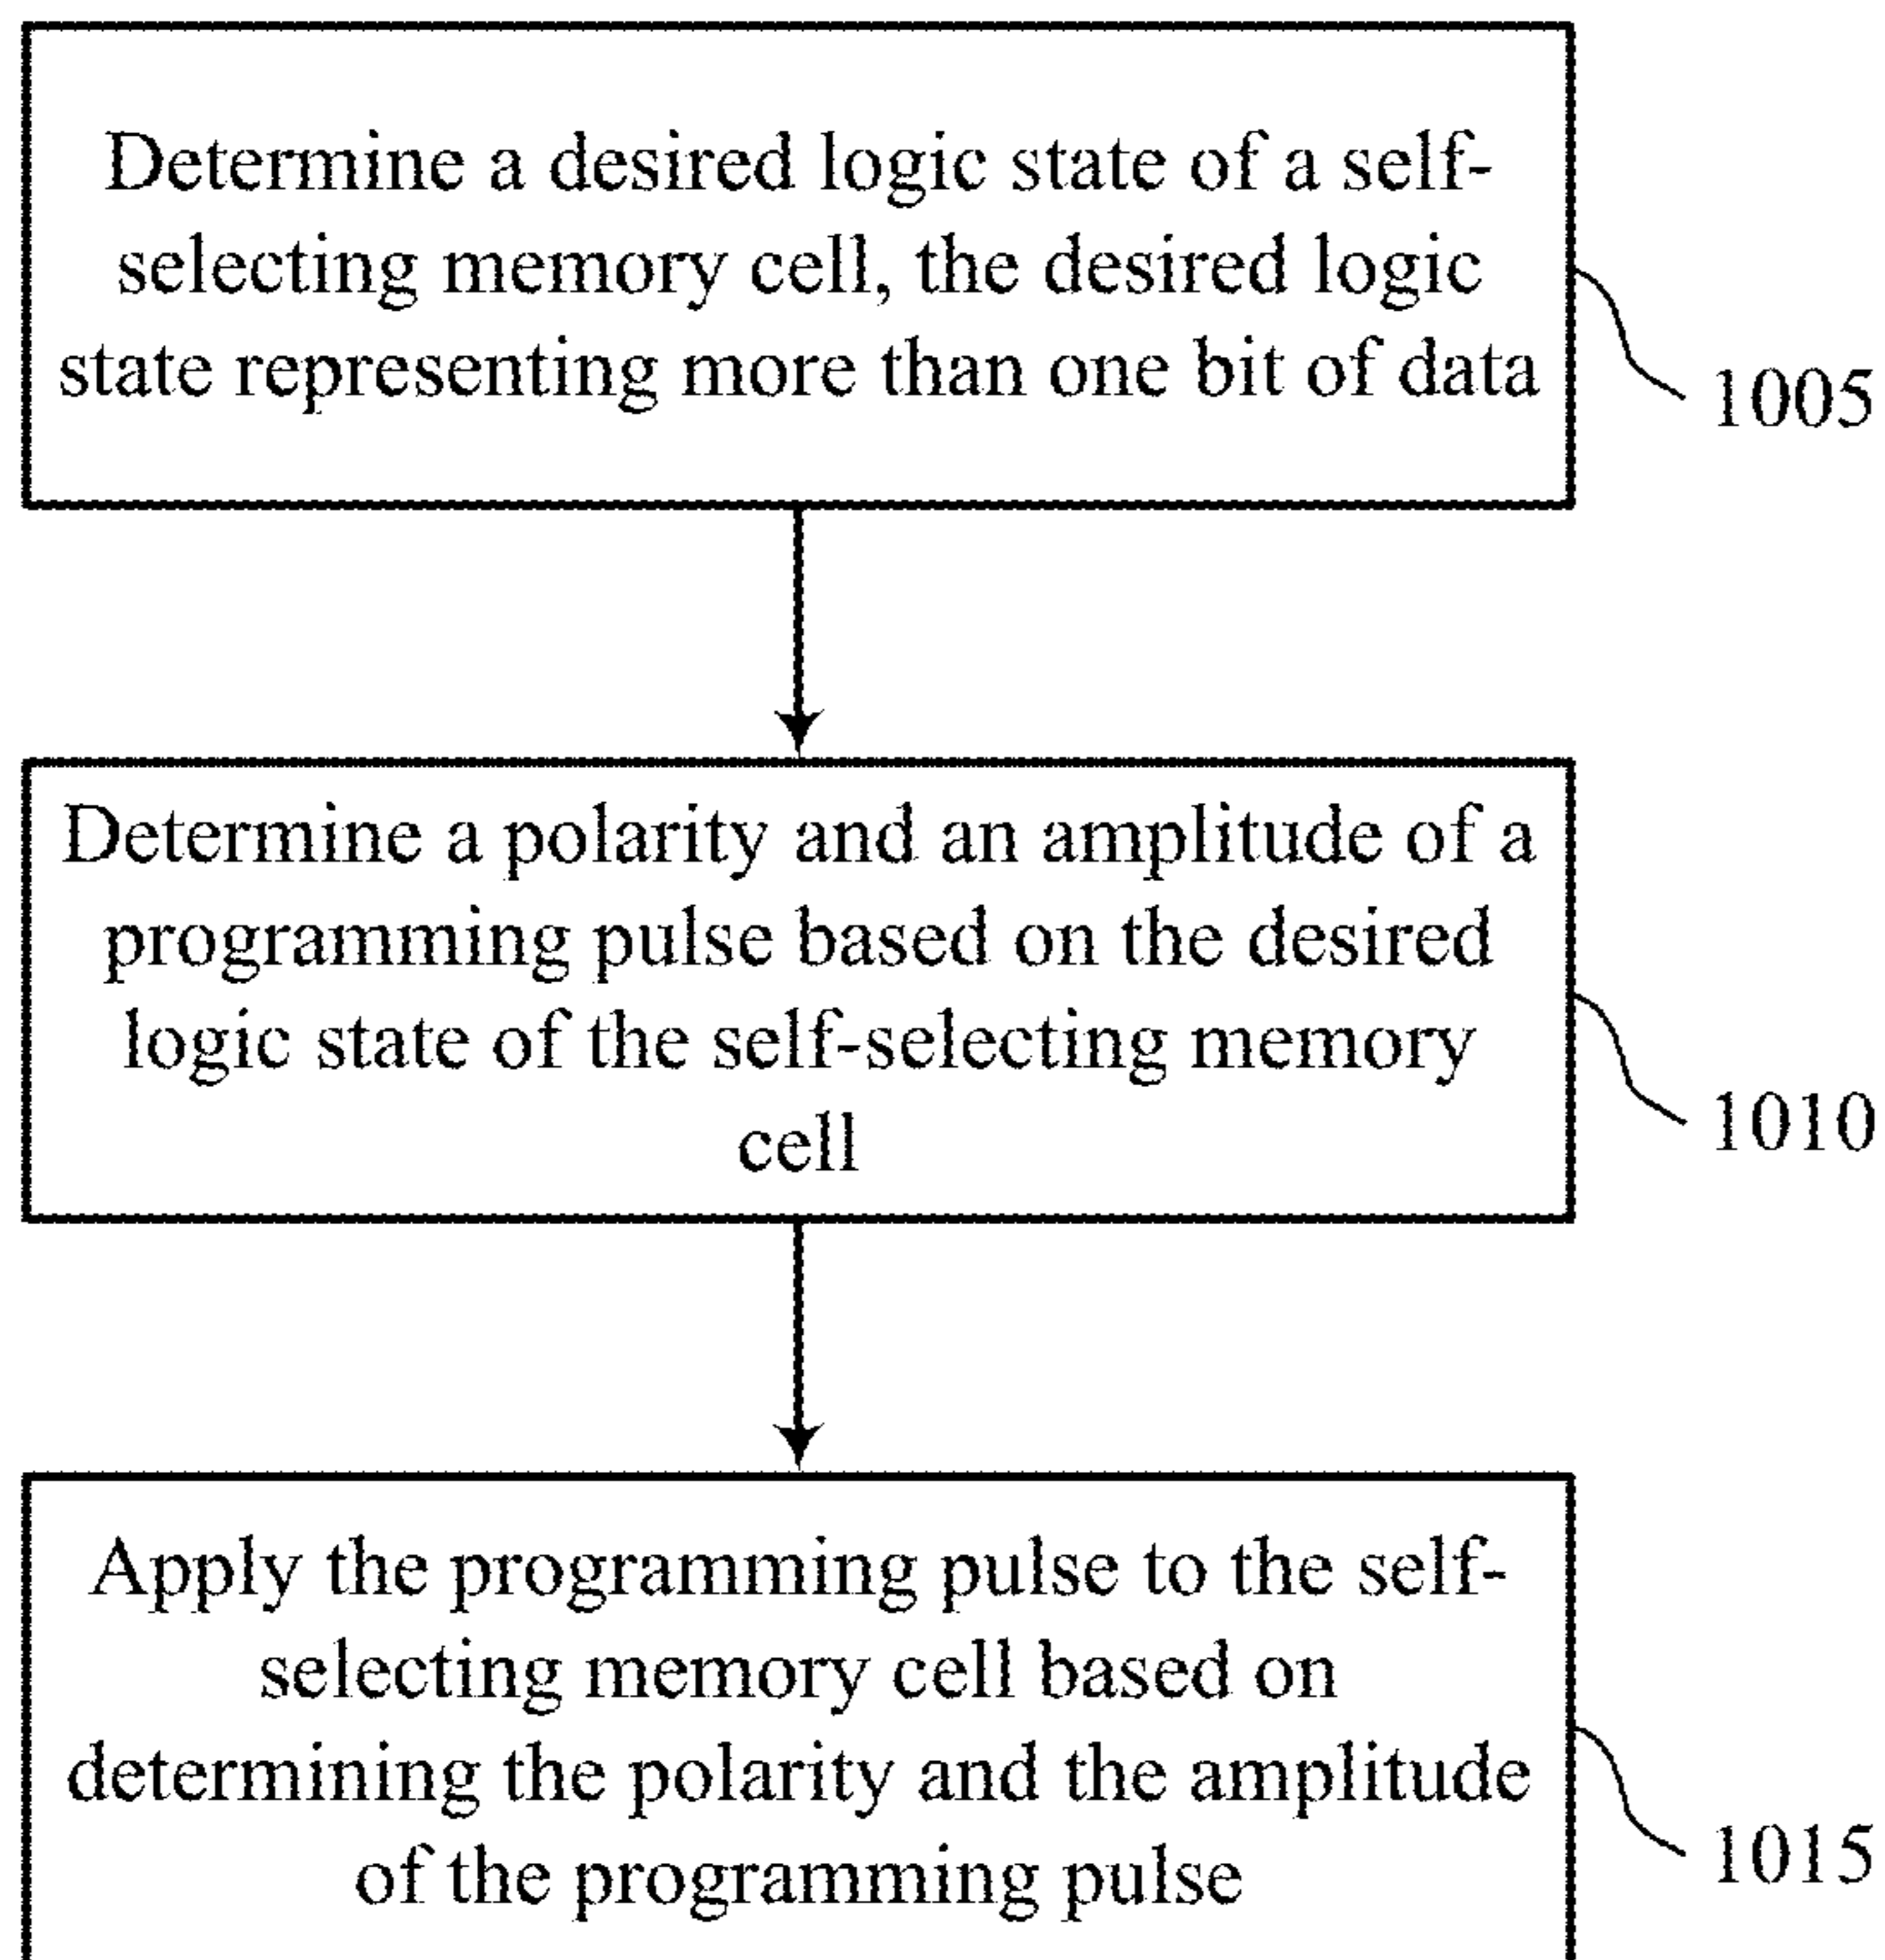 Determine a desired logic state of a self-
selecting memory cell, the desired logic
state representing more than one bit of data
1005
Determine a polarity and an amplitude of a
programming pulse based on the desired
logic state of the self-selecting memory
cell
1010
Apply the programming pulse to the self-
selecting memory cell based on
determining the polarity and the amplitude
of the programming pulse
1015